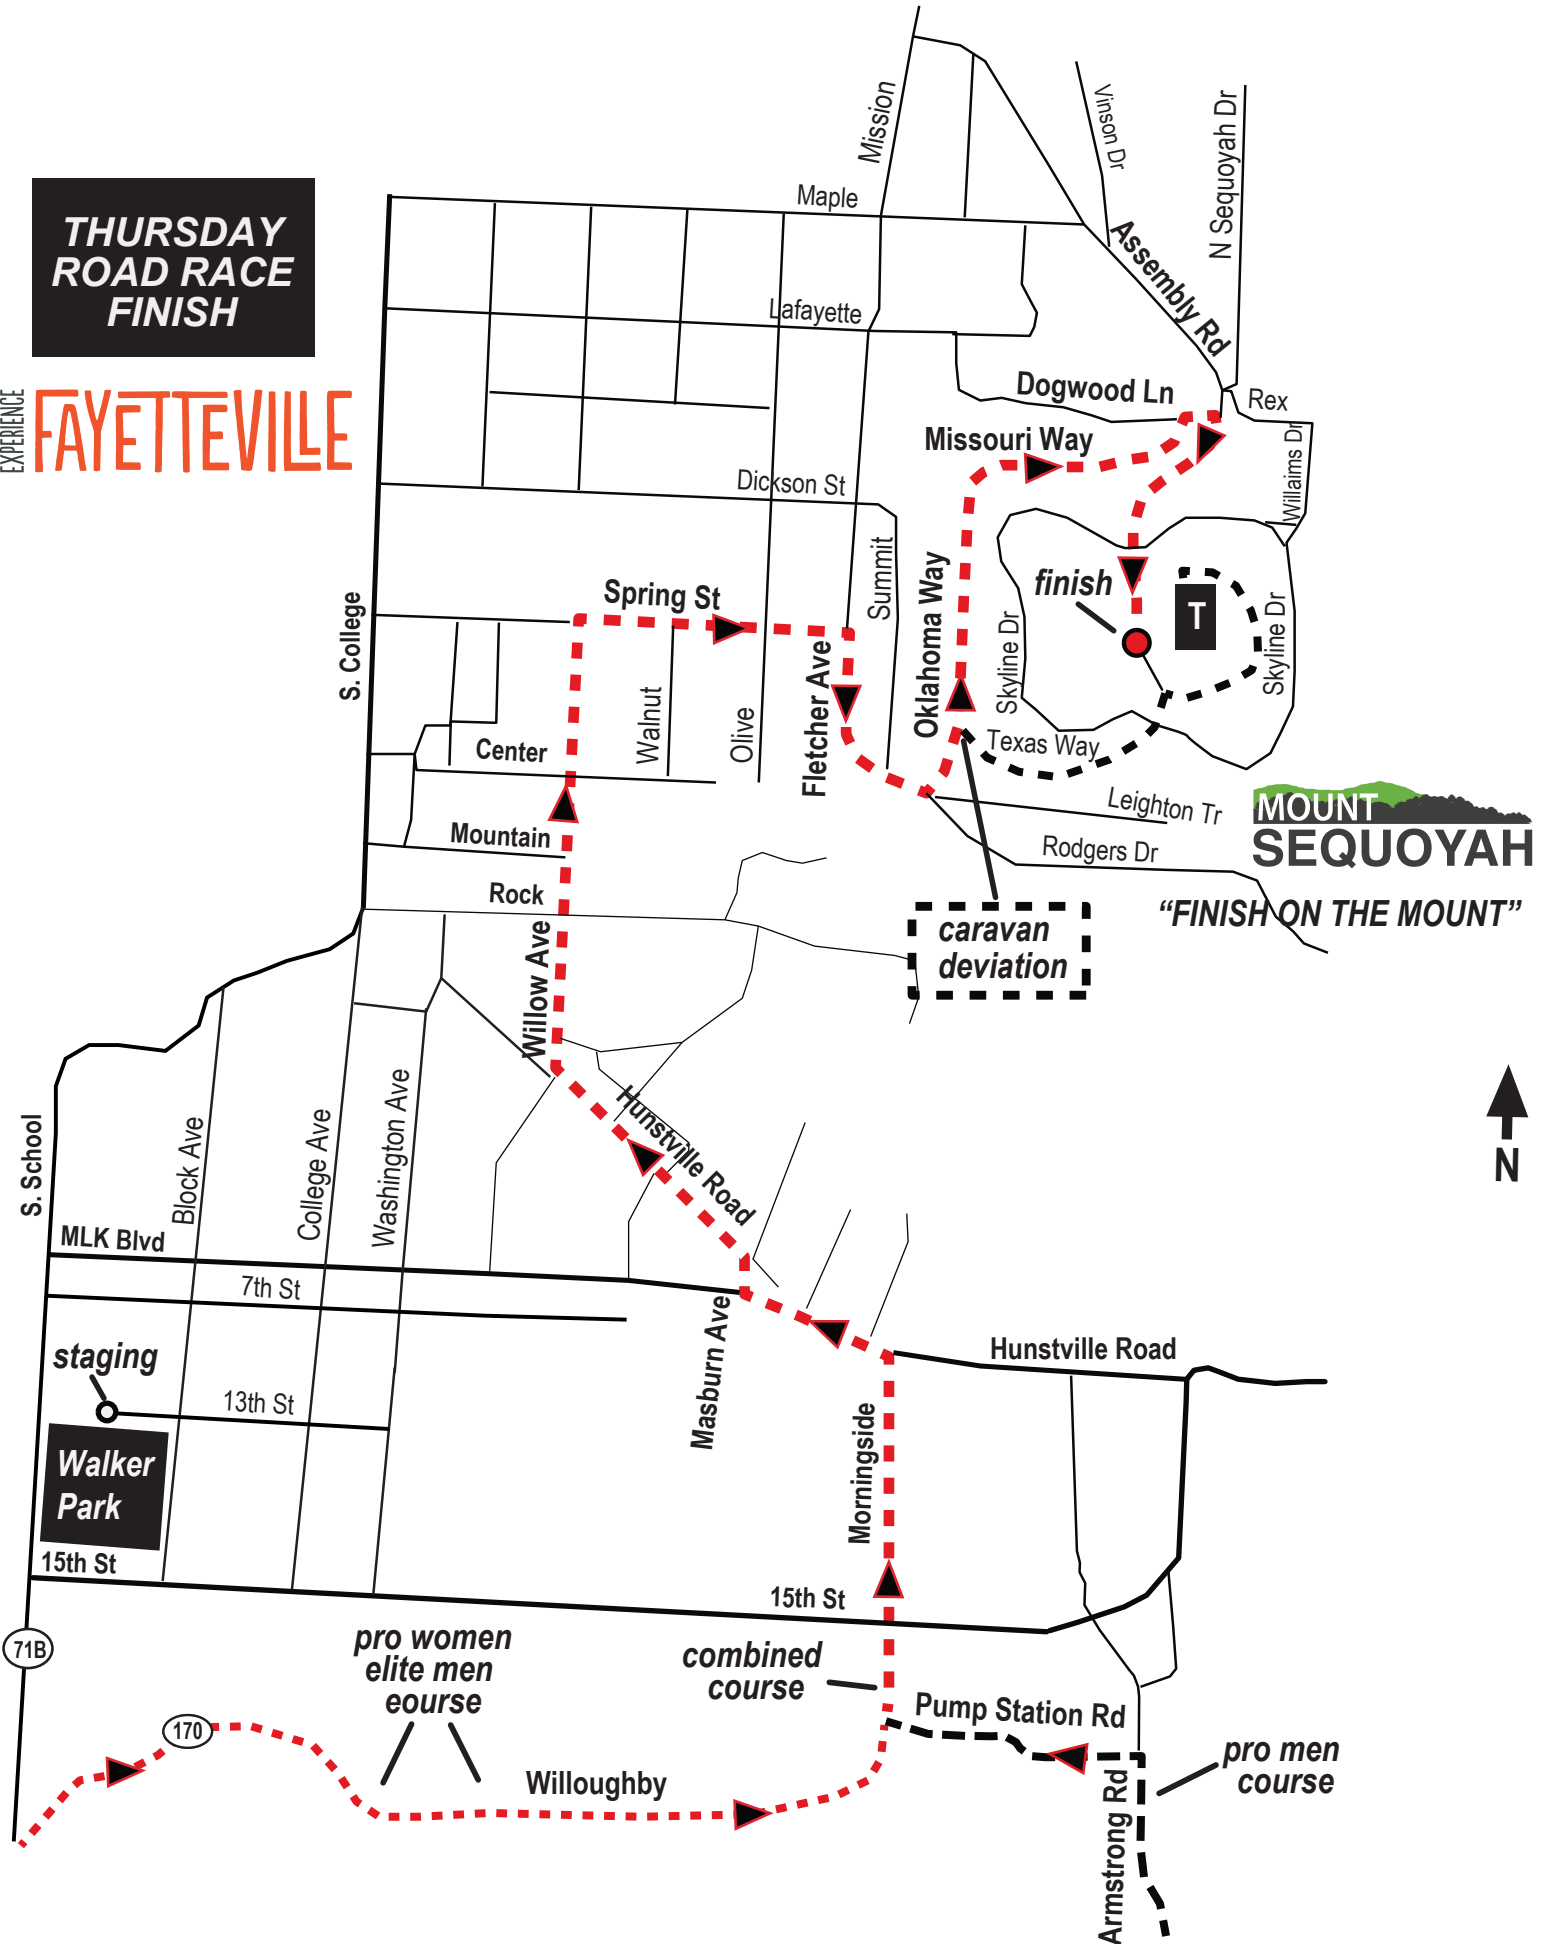 Mission
Vinson Dr
N Sequoyah Dr
THURSDAY
ROAD RACE
FINISH
Maple
Assembly Rd
Lafayette
EXPERIENCE
FAYETTEVILLE
Dogwood Ln
Rex
Missouri Way
Willaims Dr
Dickson St
Summit
Oklahoma Way
finish
T
Spring St
S. College
Skyline Dr
Skyline Dr
Fletcher Ave
Walnut
Olive
Center
Texas Way
Leighton Tr
MOUNT
SEQUOYAH
Mountain
Rodgers Dr
Rock
“FINISH ON THE MOUNT”
caravan
deviation
Willow Ave
Hunstville Road
N
S. School
Block Ave
College Ave
Washington Ave
MLK Blvd
7th St
Masburn Ave
Hunstville Road
staging
13th St
Morningside
Walker
Park
15th St
15th St
71B
pro women
elite men
eourse
combined
course
Pump Station Rd
170
pro men
course
Willoughby
Armstrong Rd